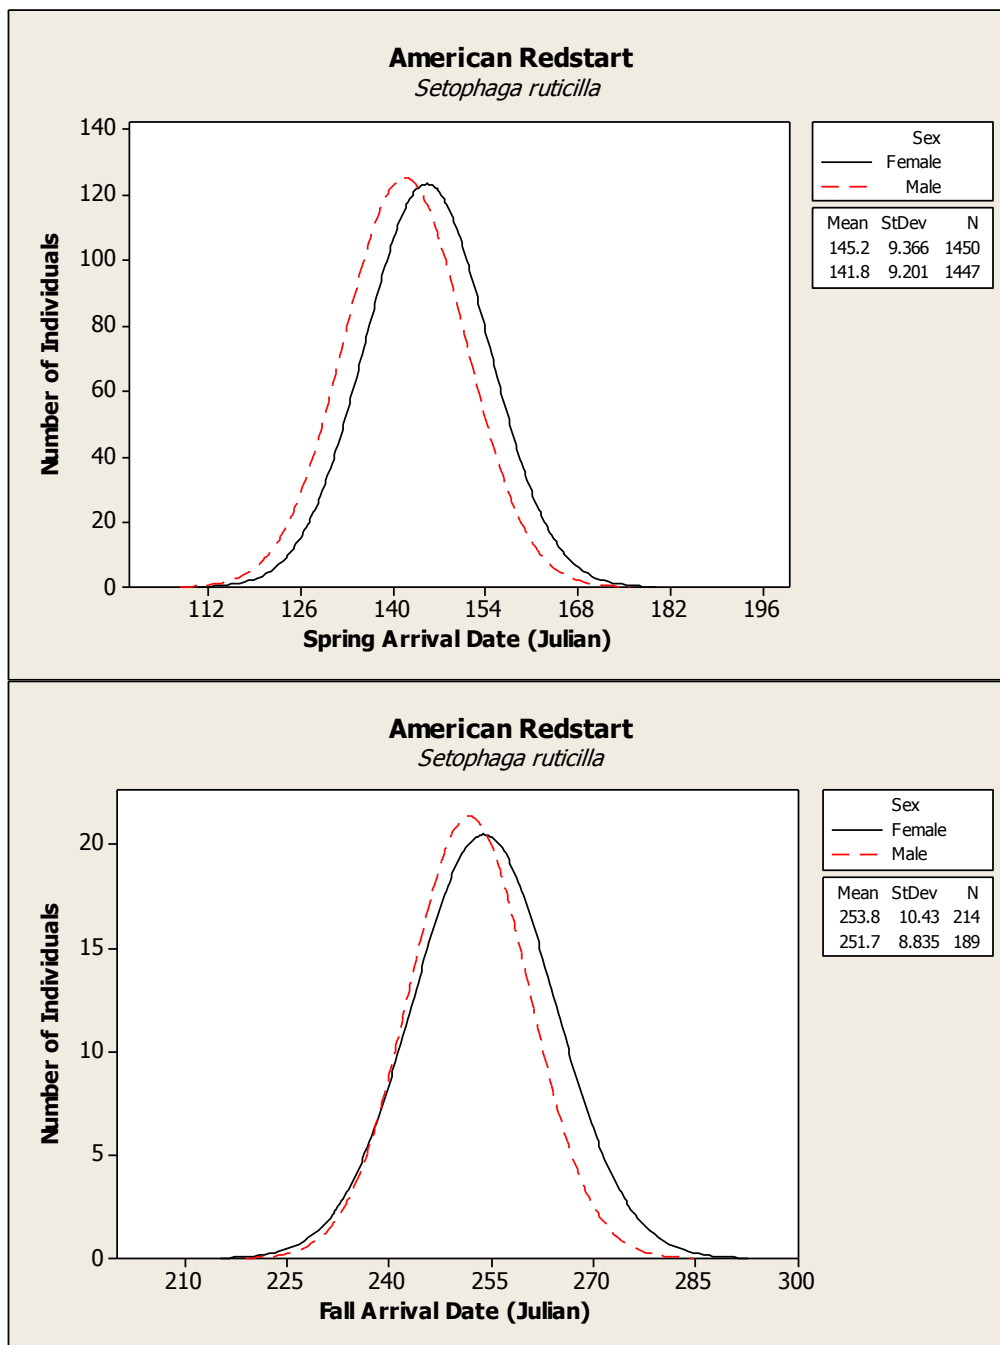 American Redstart
Setophaga ruticilla
140
120
100
80
60
40
20
0
Number of Individuals
112 126 140 154 168 182 196
Spring Arrival Date (Julian)
Sex
Female
Male
Mean StDev N
145.2 9.366 1450
141.8 9.201 1447
American Redstart
Setophaga ruticilla
20
15
10
5
0
Number of Individuals
210 225 240 255 270 285 300
Fall Arrival Date (Julian)
Sex
Female
Male
Mean StDev N
253.8 10.43 214
251.7 8.835 189